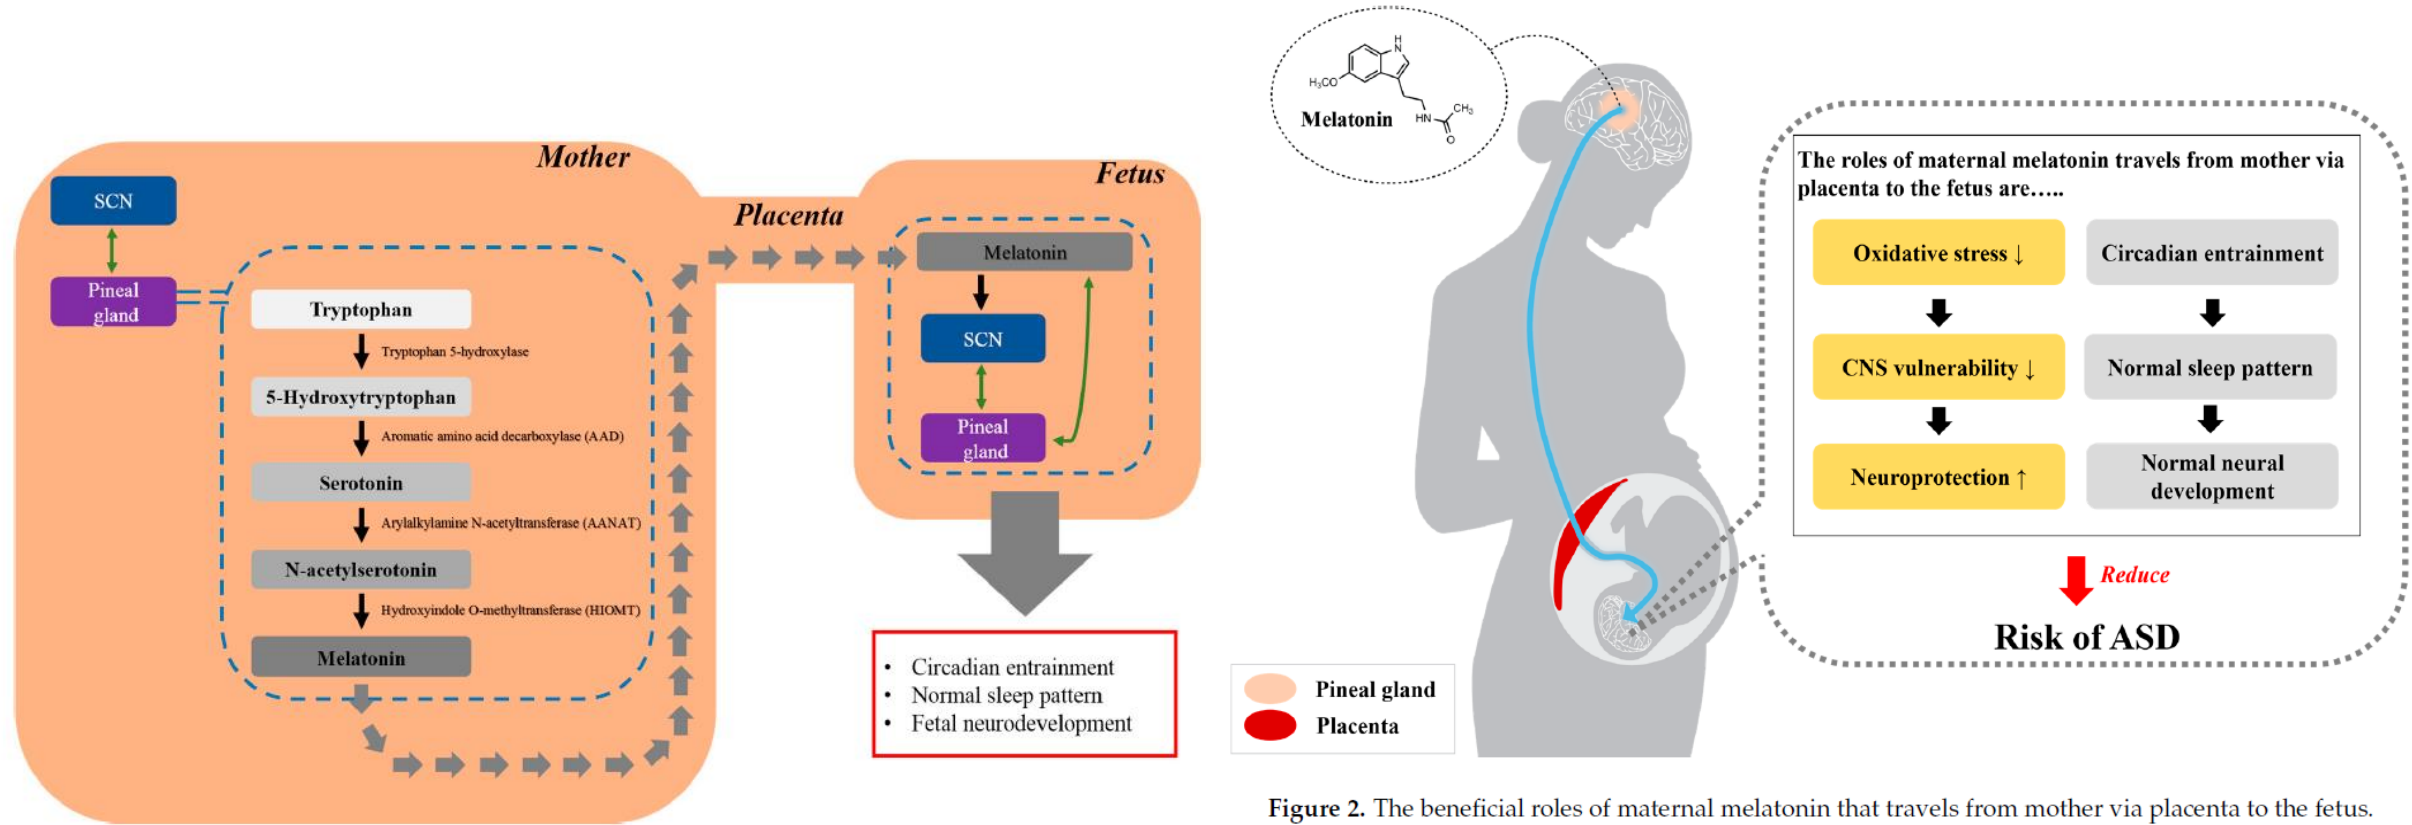 Mother
SCN
Pineal
gland
Tryptophan
Tryptophan 5-hydroxylase
5-Hydroxytryptophan
Aromatic amino acid decarboxylase (AAD)
Serotonin
Arylalkylamine N-acetyltransferase (AANAT)
N-acetylserotonin
Hydroxyindole O-methyltransferase (HIOMT)
Melatonin
Placenta
Fetus
Melatonin
SCN
Pineal
gland
• Circadian entrainment
• Normal sleep pattern
• Fetal neurodevelopment
H
N
H₃CO
CH₃
HN
O
Melatonin
Pineal gland
Placenta
The roles of maternal melatonin travels from mother via
placenta to the fetus are…..
Oxidative stress ↓
CNS vulnerability ↓
Neuroprotection ↑
Circadian entrainment
Normal sleep pattern
Normal neural
development
Reduce
Risk of ASD
Figure 2. The beneficial roles of maternal melatonin that travels from mother via placenta to the fetus.